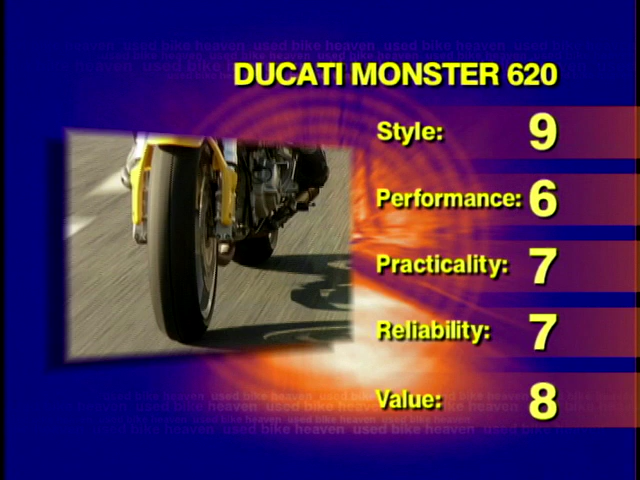 used bike heaven used bike heaven
DUCATI MONSTER 620
Style: 9
Performance: 6
Practicality: 7
Reliability: 7
Value: 8
used bike heaven used bike heaven
used bike heaven used bike heaven